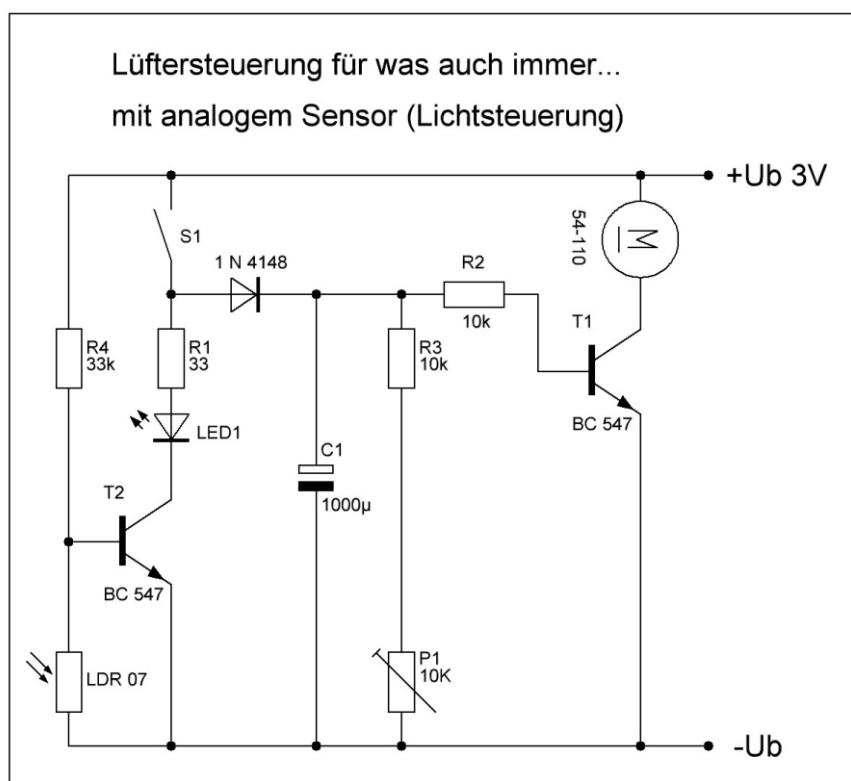 Lüftersteuerung für was auch immer...
mit analogem Sensor (Lichtsteuerung)
+Ub 3V
54-110
S1
1 N 4148
R2
M
10k
T1
R4
33k
R1
33
R3
10k
LED1
BC 547
C1
T2
1000µ
BC 547
P1
10K
LDR 07
-Ub